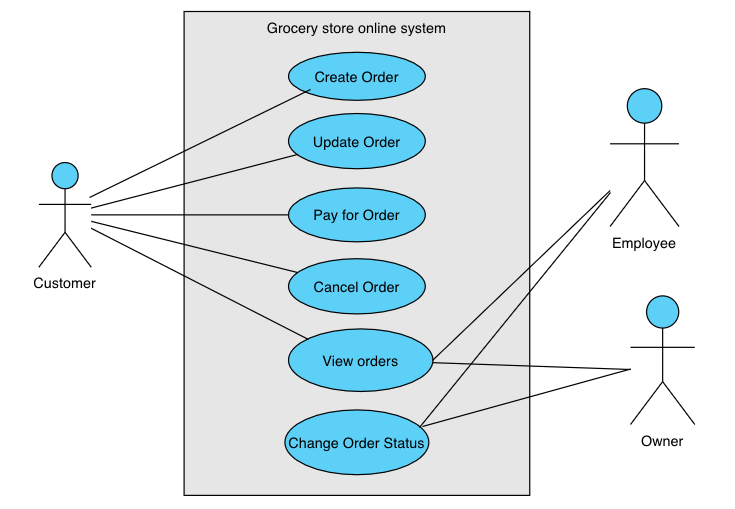 Grocery store online system
Create Order
Update Order
Pay for Order
Cancel Order
View orders
Change Order Status
Customer
Employee
Owner